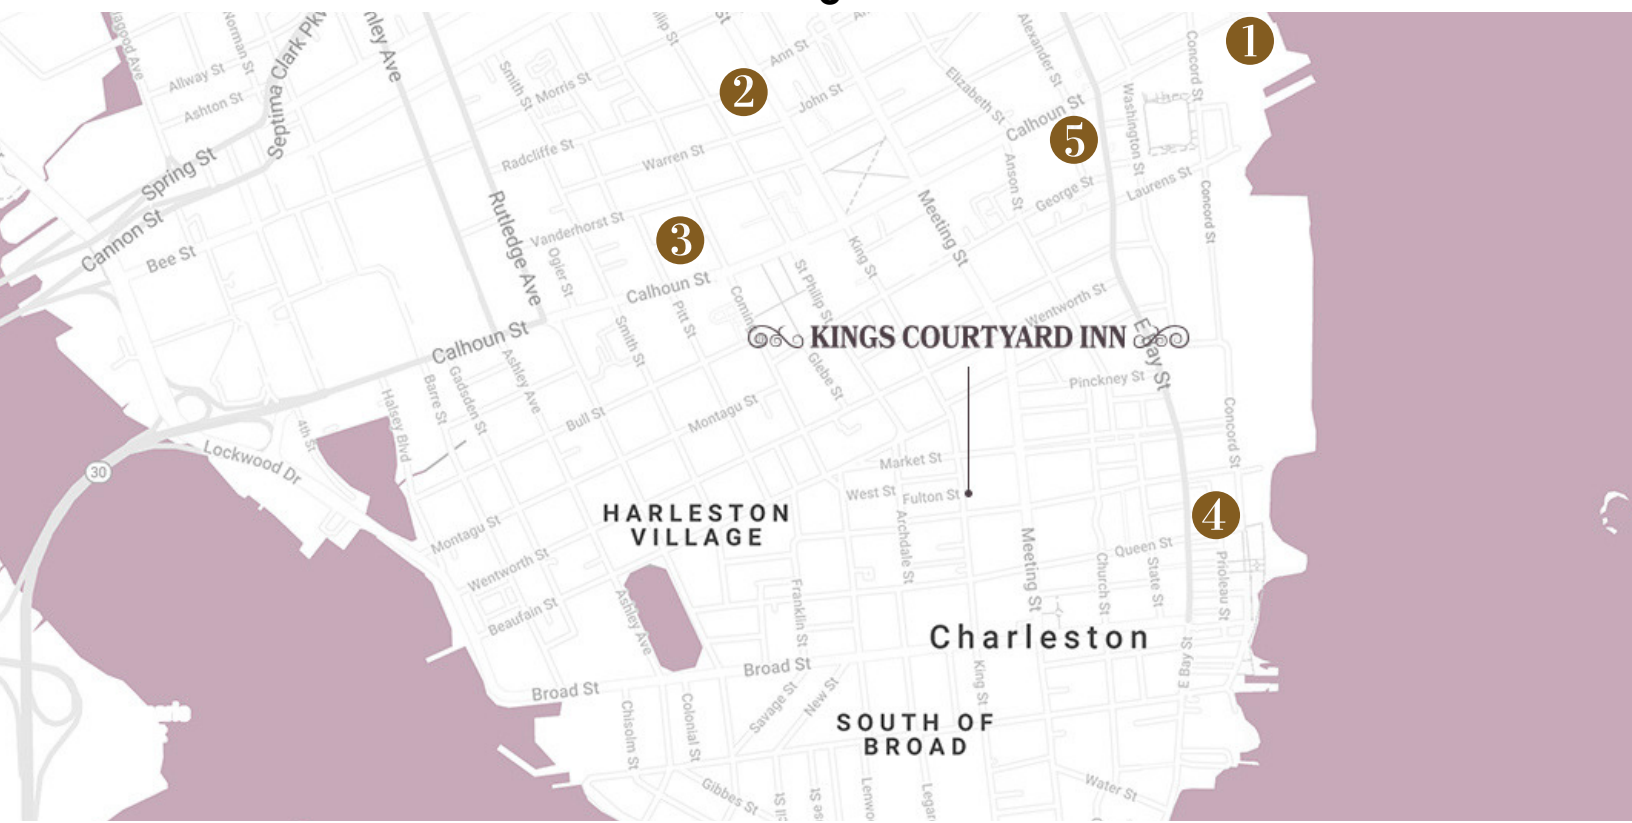 Norman St
Septima Clark Pkwy
Allway St
Ashton St
Spring St
Cannon St
Bee St
Rutledge Ave
Smith St
Morris St
Ann St
John St
Radcliffe St
Warren St
Vanderhorst St
Ogier St
Calhoun St
Pitt St
Smith St
St Philip St
King St
Meeting St
Alexander St
Elizabeth St
Calhoun St
Anson St
George St
Washington St
Laurens St
Concord St
Concord St
1
2
3
4
5
Wentworth St
E Bay St
KINGS COURTYARD INN
Calhoun St
Ashley Ave
Gadsden St
Barre St
Halsey Blvd
4th St
Lockwood Dr
30
Bull St
Montagu St
Glebe St
Pinckney St
Concord St
Market St
West St
Fulton St
Archdale St
HARLESTON
VILLAGE
Montagu St
Wentworth St
Beaufain St
Ashley Ave
Franklin St
Meeting St
Church St
Queen St
State St
Prioleau St
Charleston
Broad St
Broad St
King St
E Bay St
Savage St
New St
SOUTH OF
BROAD
Chisolm St
Colonial St
Gibbes St
Water St